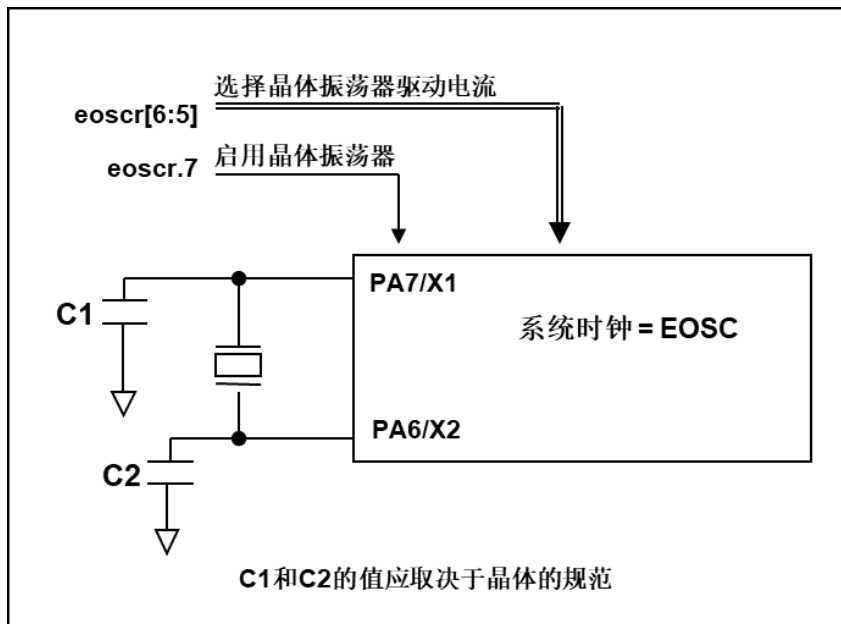 选择晶体振荡器驱动电流
eoscr[6:5]
启用晶体振荡器
eoscr.7
PA7/X1
C1
系统时钟 = EOSC
PA6/X2
C2
C1和C2的值应取决于晶体的规范